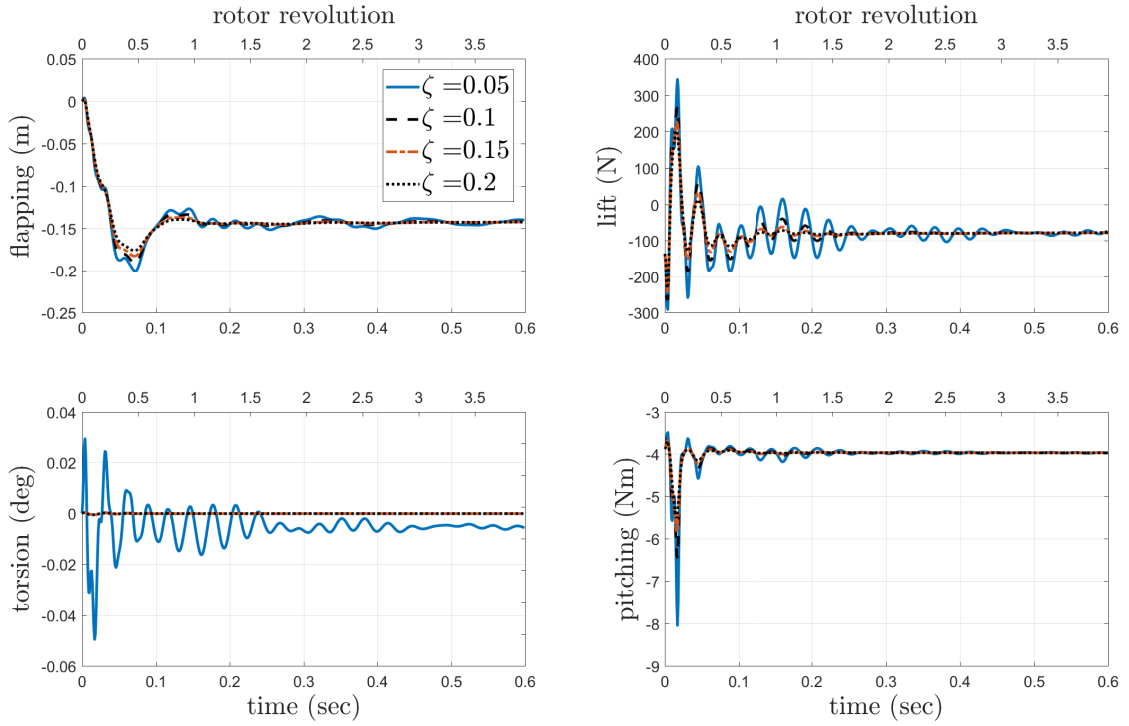 rotor revolution
0 0.5 1 1.5 2 2.5 3 3.5
0.05
0
-0.05
-0.1
-0.15
-0.2
-0.25
flapping (m)
ζ =0.05
ζ =0.1
ζ =0.15
ζ =0.2
0 0.1 0.2 0.3 0.4 0.5 0.6
rotor revolution
0 0.5 1 1.5 2 2.5 3 3.5
400
300
200
100
0
-100
-200
-300
lift (N)
0 0.1 0.2 0.3 0.4 0.5 0.6
0 0.5 1 1.5 2 2.5 3 3.5
0.04
0.02
0
-0.02
-0.04
-0.06
torsion (deg)
0 0.1 0.2 0.3 0.4 0.5 0.6
time (sec)
0 0.5 1 1.5 2 2.5 3 3.5
-3
-4
-5
-6
-7
-8
-9
pitching (Nm)
0 0.1 0.2 0.3 0.4 0.5 0.6
time (sec)